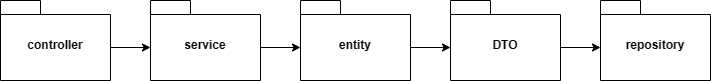 controller
service
entity
DTO
repository